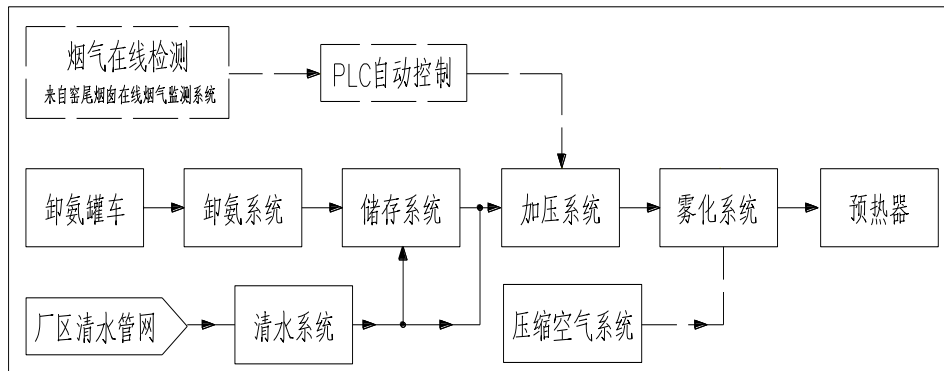 烟气在线检测
来自窑尾烟囱在线烟气监测系统
PLC自动控制
卸氨罐车
卸氨系统
储存系统
加压系统
雾化系统
预热器
厂区清水管网
清水系统
压缩空气系统